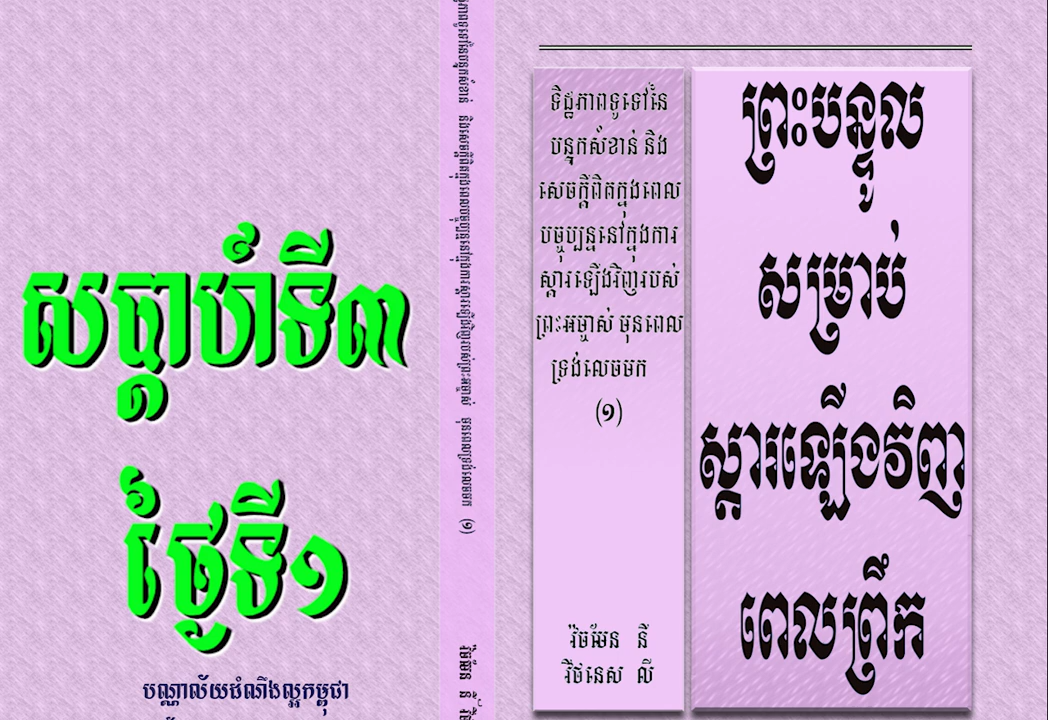 សប្តាហ៍ទី៣
ថ្ងៃទី១
បណ្ណាល័យដំណឹងល្អកម្ពុជា
ទិដ្ឋភាពទូទៅនៃ
បន្ទុកសំខាន់ និង
សេចក្តីពិតក្នុងពេល
បច្ចុប្បន្ននៅក្នុងការ
ស្តារឡើងវិញរបស់
ព្រះអម្ចាស់ មុនពេល
ទ្រង់លេចមក
(១)
វ៉ិចមែន នី
វីថនេស លី
ព្រះបន្ទូល
សម្រាប់
ស្តារឡើងវិញ
ពេលព្រឹក